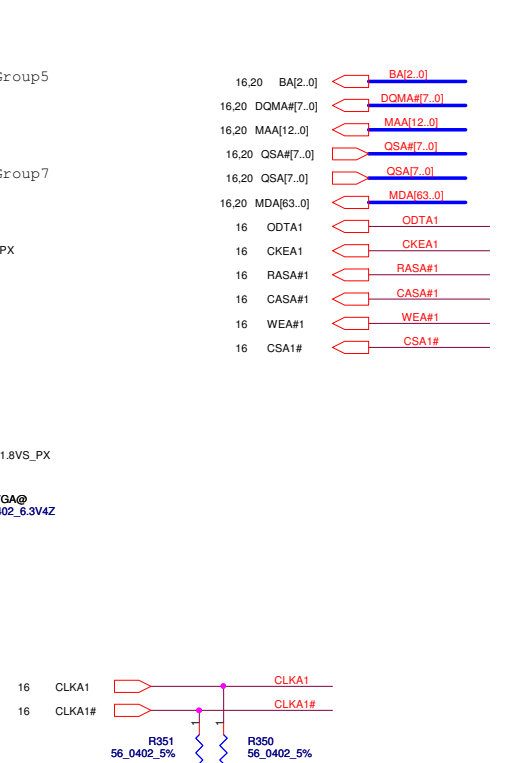 Group5
16,20 BA[2..0] BA[2..0]
16,20 DQMA#[7..0] DQMA#[7..0]
16,20 MAA[12..0] MAA[12..0]
16,20 QSA#[7..0] QSA#[7..0]
Group7
16,20 QSA[7..0] QSA[7..0]
16,20 MDA[63..0] MDA[63..0]
16 ODTA1 ODTA1
PX 16 CKEA1 CKEA1
16 RASA#1 RASA#1
16 CASA#1 CASA#1
16 WEA#1 WEA#1
16 CSA1# CSA1#
1.8VS_PX
GA@
402_6.3V4Z
16 CLKA1 CLKA1
16 CLKA1# CLKA1#
1 1
R351 R350
56_0402_5% 56_0402_5%